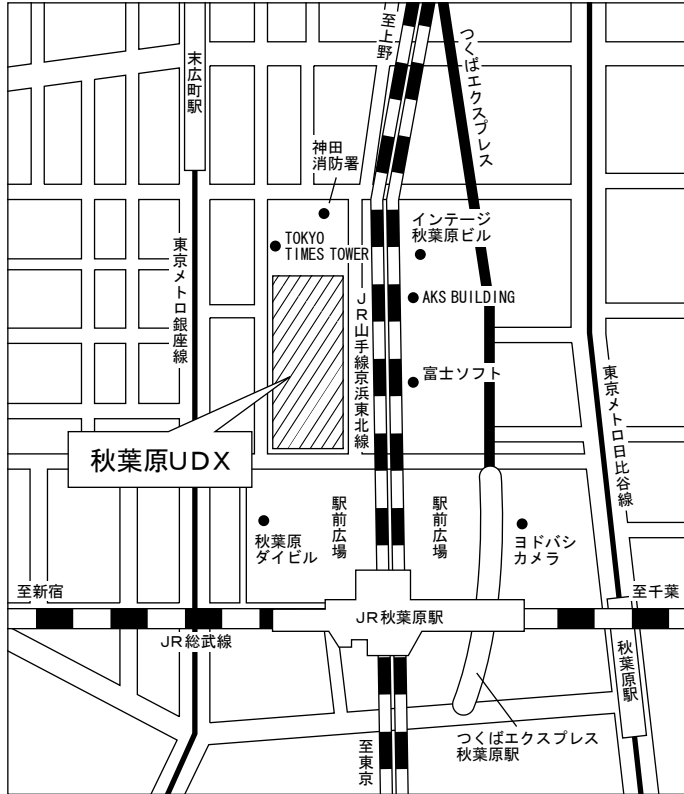 至上野
つくばエクスプレス
末広町駅
神田
消防署
TOKYO
TIMES TOWER
インテージ
秋葉原ビル
東京メトロ銀座線
JR山手線京浜東北線
AKS BUILDING
富士ソフト
東京メトロ日比谷線
秋葉原UDX
駅前広場
駅前広場
秋葉原
ダイビル
ヨドバシ
カメラ
至新宿
至千葉
JR秋葉原駅
JR総武線
秋葉原駅
つくばエクスプレス
秋葉原駅
至東京